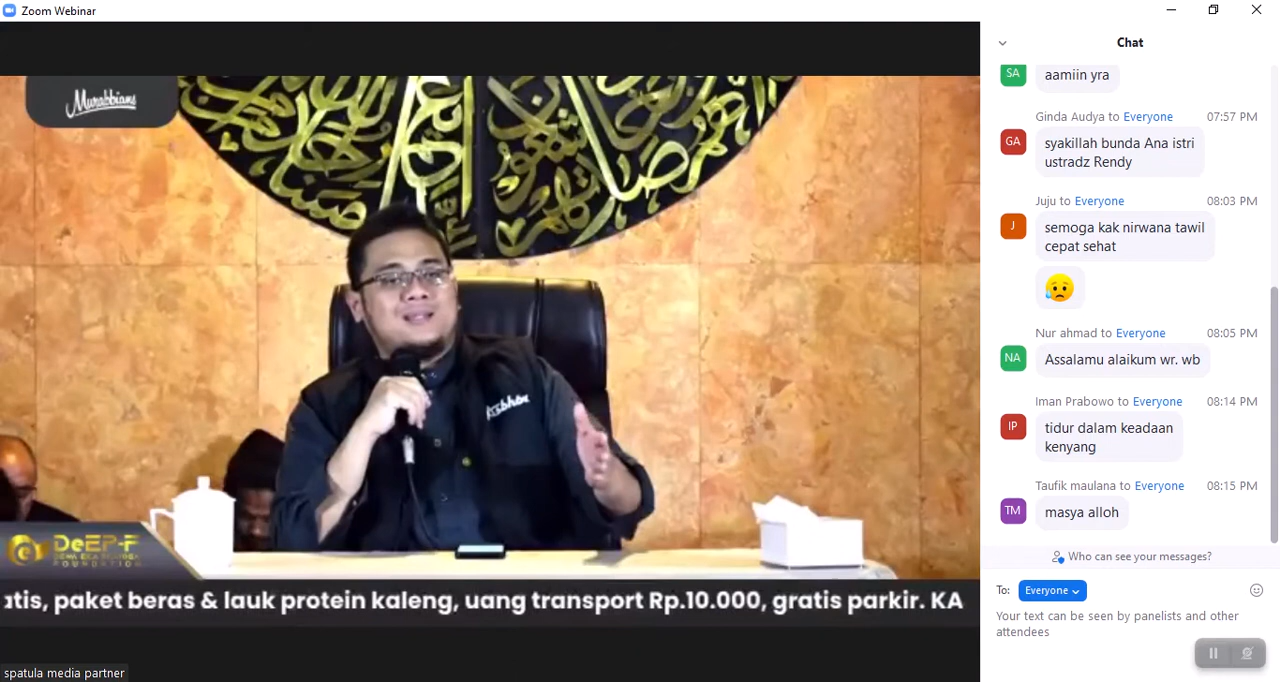 Zoom Webinar
Murabbians
DeEP-F
FOUNDATION
atis, paket beras & lauk protein kaleng, uang transport Rp.10.000, gratis parkir. KA
spatula media partner
Chat
SA
aamiin yra
Ginda Audya to Everyone 07:57 PM
GA
syakillah bunda Ana istri
ustradz Rendy
Juju to Everyone 08:03 PM
J
semoga kak nirwana tawil
cepat sehat
Nur ahmad to Everyone 08:05 PM
NA
Assalamu alaikum wr. wb
Iman Prabowo to Everyone 08:14 PM
IP
tidur dalam keadaan
kenyang
Taufik maulana to Everyone 08:15 PM
TM
masya alloh
Who can see your messages?
To: Everyone
Your text can be seen by panelists and other
attendees